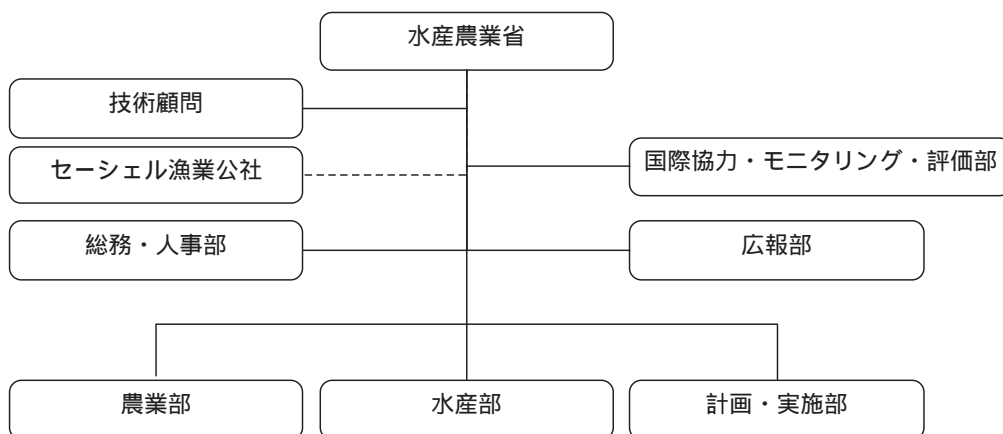 水産農業省
技術顧問
セーシェル漁業公社
国際協力・モニタリング・評価部
総務・人事部
広報部
農業部
水産部
計画・実施部